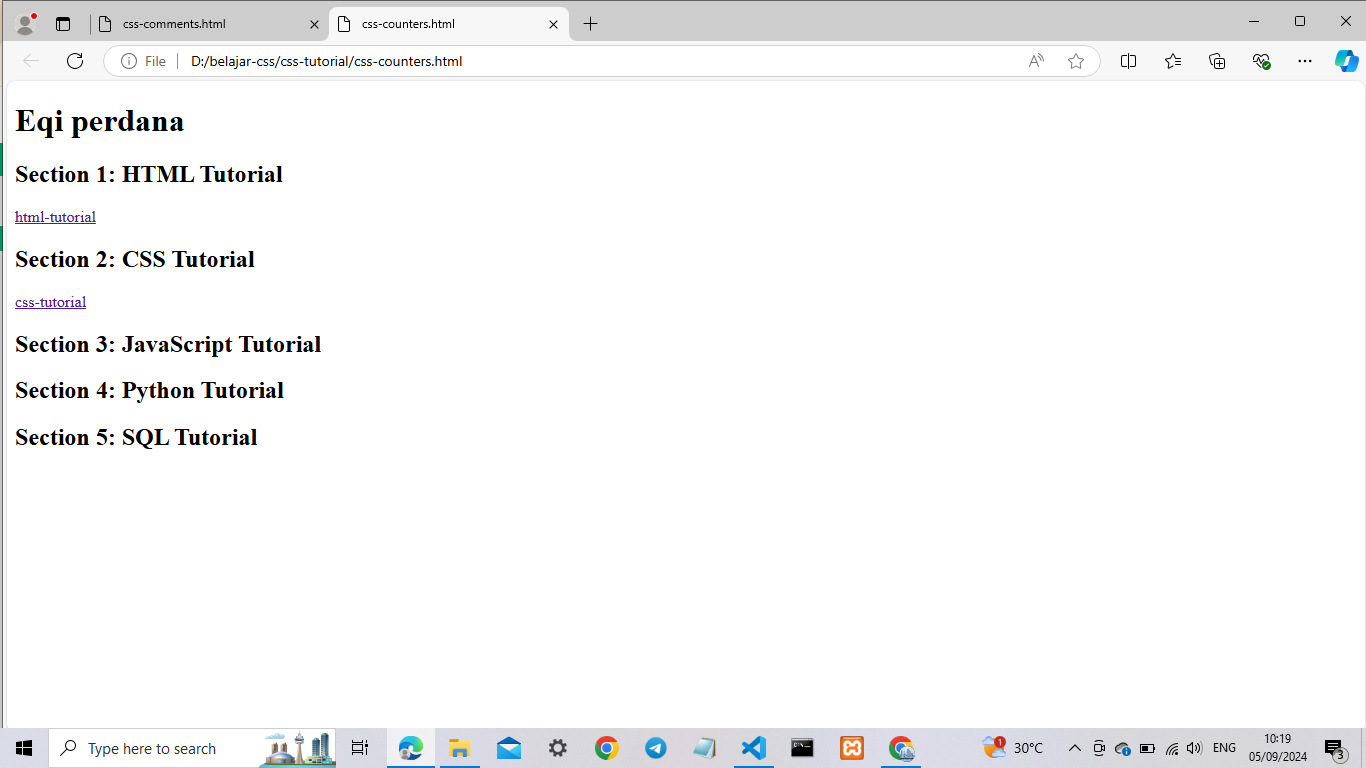 css-comments.html
css-counters.html
File
D:/belajar-css/css-tutorial/css-counters.html
Eqi perdana
Section 1: HTML Tutorial
html-tutorial
Section 2: CSS Tutorial
css-tutorial
Section 3: JavaScript Tutorial
Section 4: Python Tutorial
Section 5: SQL Tutorial
Type here to search
1
30°C
ENG
10:19
05/09/2024
3